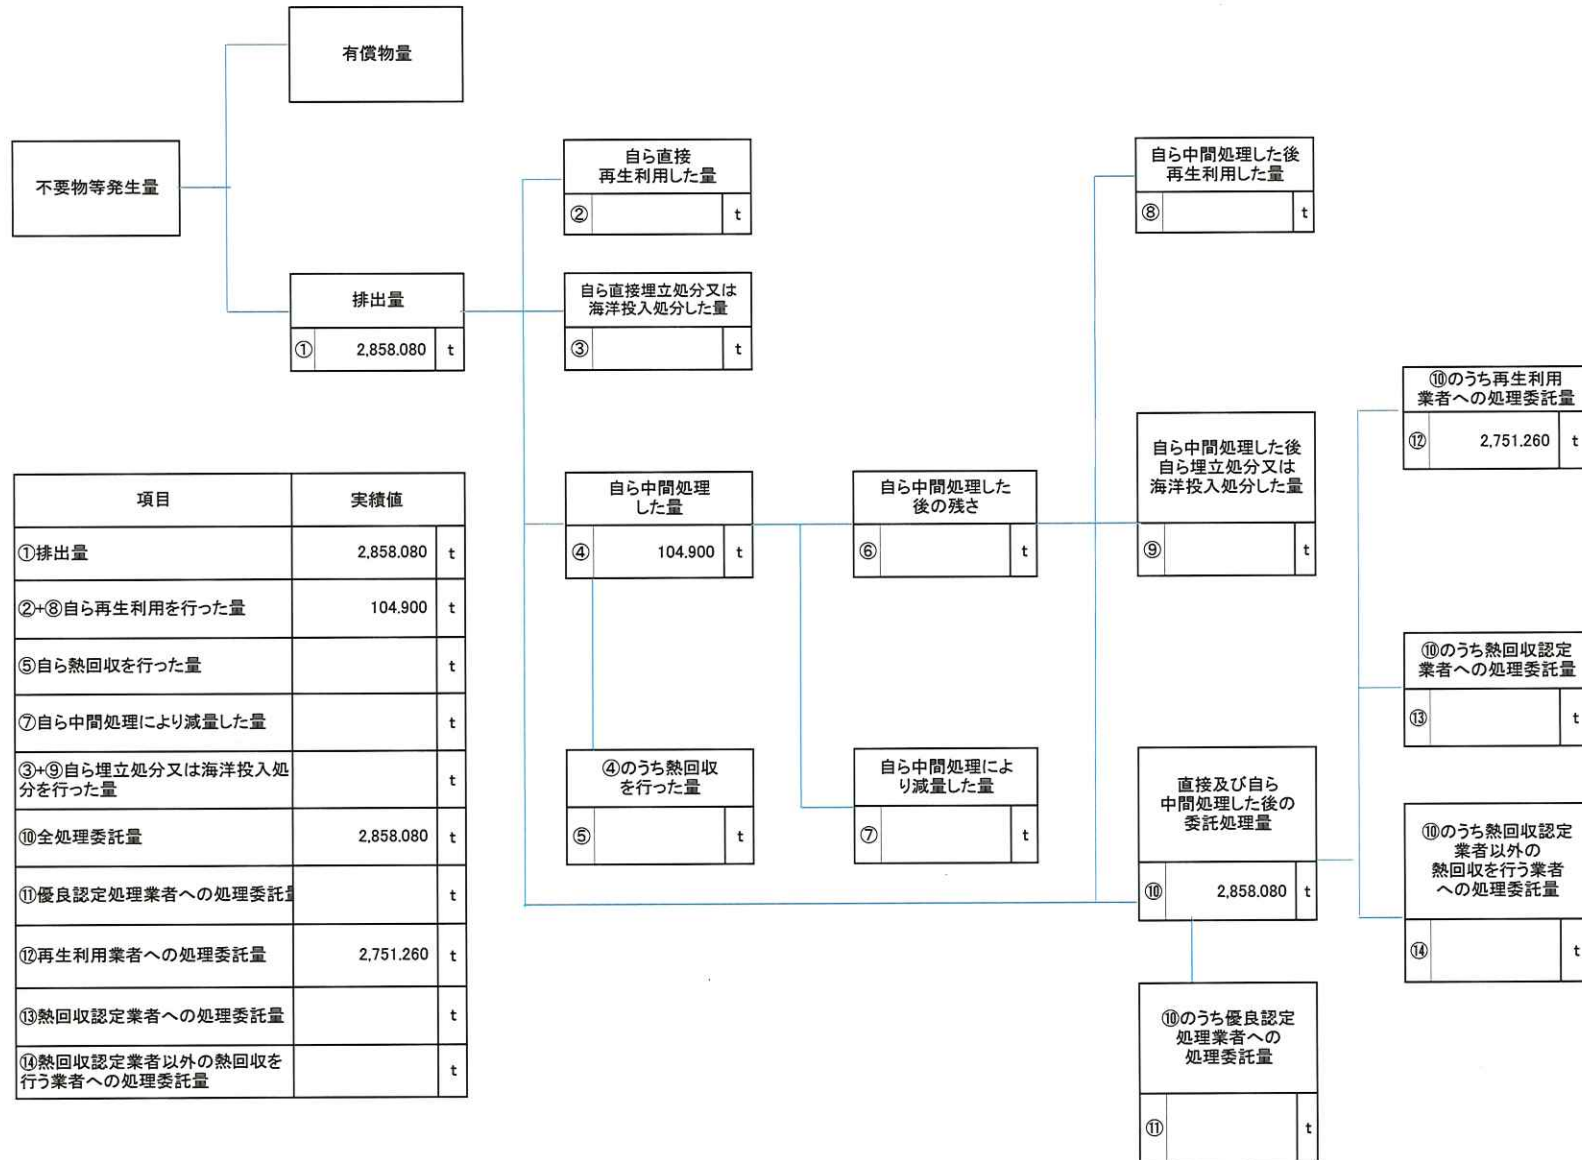 有償物量
不要物等発生量
排出量
① 2,858.080 t
自ら直接
再生利用した量
② t
自ら直接埋立処分又は
海洋投入処分した量
③ t
自ら中間処理
した量
④ 104.900 t
④のうち熱回収
を行った量
⑤ t
自ら中間処理した
後の残さ
⑥ t
自ら中間処理によ
り減量した量
⑦ t
自ら中間処理した後
再生利用した量
⑧ t
自ら中間処理した後
自ら埋立処分又は
海洋投入処分した量
⑨ t
直接及び自ら
中間処理した後の
委託処理量
⑩ 2,858.080 t
⑩のうち優良認定
処理業者への
処理委託量
⑪ t
⑩のうち再生利用
業者への処理委託量
⑫ 2,751.260 t
⑩のうち熱回収認定
業者への処理委託量
⑬ t
⑩のうち熱回収認定
業者以外の
熱回収を行う業者
への処理委託量
⑭ t
項目 実績値
①排出量 2,858.080 t
②+⑧自ら再生利用を行った量 104.900 t
⑤自ら熱回収を行った量 t
⑦自ら中間処理により減量した量 t
③+⑨自ら埋立処分又は海洋投入処
分を行った量 t
⑩全処理委託量 2,858.080 t
⑪優良認定処理業者への処理委託量 t
⑫再生利用業者への処理委託量 2,751.260 t
⑬熱回収認定業者への処理委託量 t
⑭熱回収認定業者以外の熱回収を
行う業者への処理委託量 t